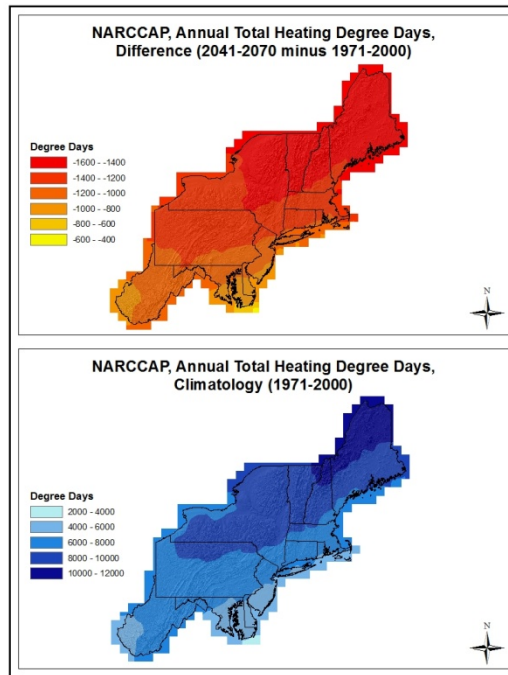 NARCCAP, Annual Total Heating Degree Days,
Difference (2041-2070 minus 1971-2000)
Degree Days
-1600 - -1400
-1400 - -1200
-1200 - -1000
-1000 - -800
-800 - -600
-600 - -400
N
NARCCAP, Annual Total Heating Degree Days,
Climatology (1971-2000)
Degree Days
2000 - 4000
4000 - 6000
6000 - 8000
8000 - 10000
10000 - 12000
N